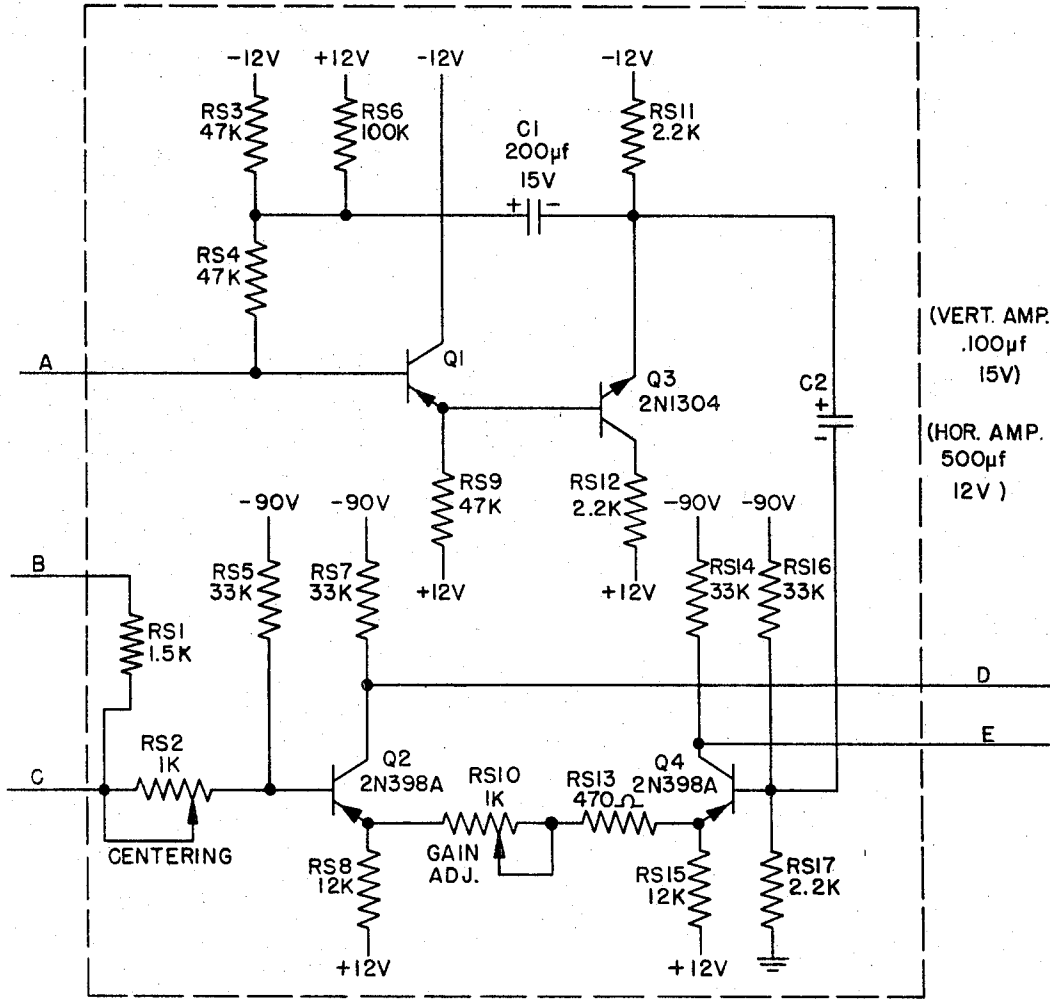 -12V
+12V
-12V
-12V
RS3
47K
RS6
100K
C1
200µf
15V
+
-
RS11
2.2K
RS4
47K
A
Q1
Q3
2N1304
C2
+
-
(VERT. AMP.
.100µf
15V)
(HOR. AMP.
500µf
12V )
RS9
47K
RS12
2.2K
+12V
+12V
-90V
-90V
-90V
-90V
B
RS5
33K
RS7
33K
RS14
33K
RS16
33K
RS1
1.5K
D
E
C
RS2
1K
CENTERING
Q2
2N398A
RS10
1K
GAIN
ADJ.
RS13
470Ω
Q4
2N398A
RS8
12K
RS15
12K
RS17
2.2K
+12V
+12V